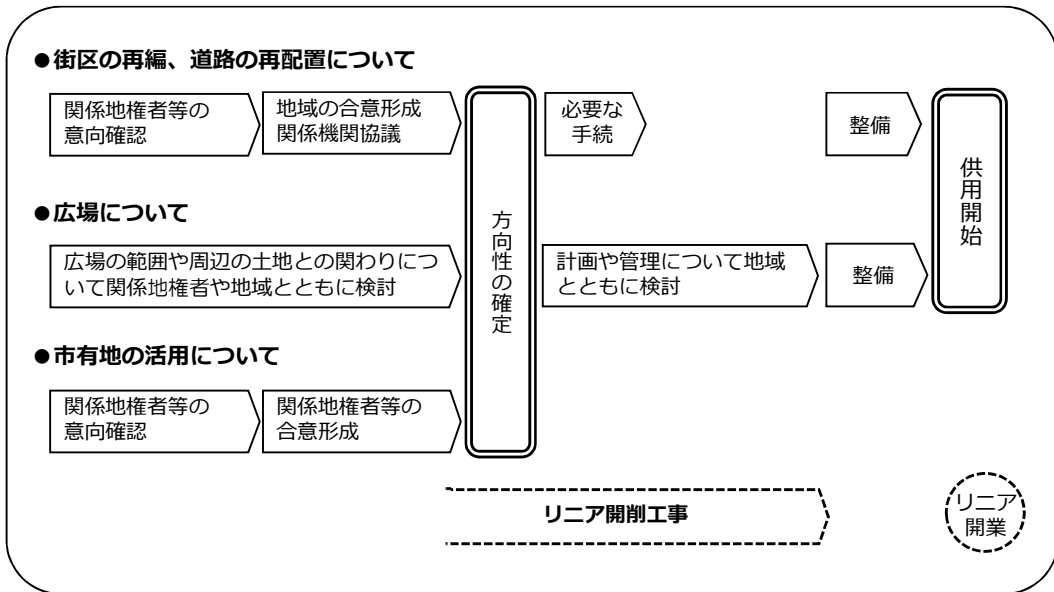 ●街区の再編、道路の再配置について
関係地権者等の
意向確認
地域の合意形成
関係機関協議
方向性の確定
必要な
手続
整備
供用開始
●広場について
広場の範囲や周辺の土地との関わりにつ
いて関係地権者や地域とともに検討
計画や管理について地域
とともに検討
整備
●市有地の活用について
関係地権者等の
意向確認
関係地権者等の
合意形成
リニア開削工事
リニア
開業